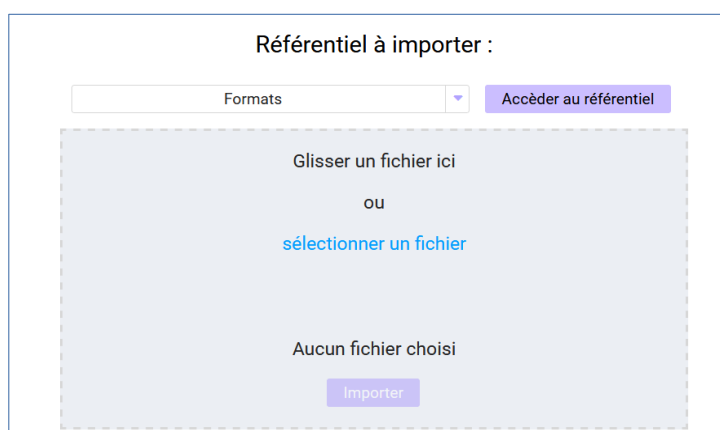 Référentiel à importer :
Formats
Accèder au référentiel
Glisser un fichier ici
ou
sélectionner un fichier
Aucun fichier choisi
Importer